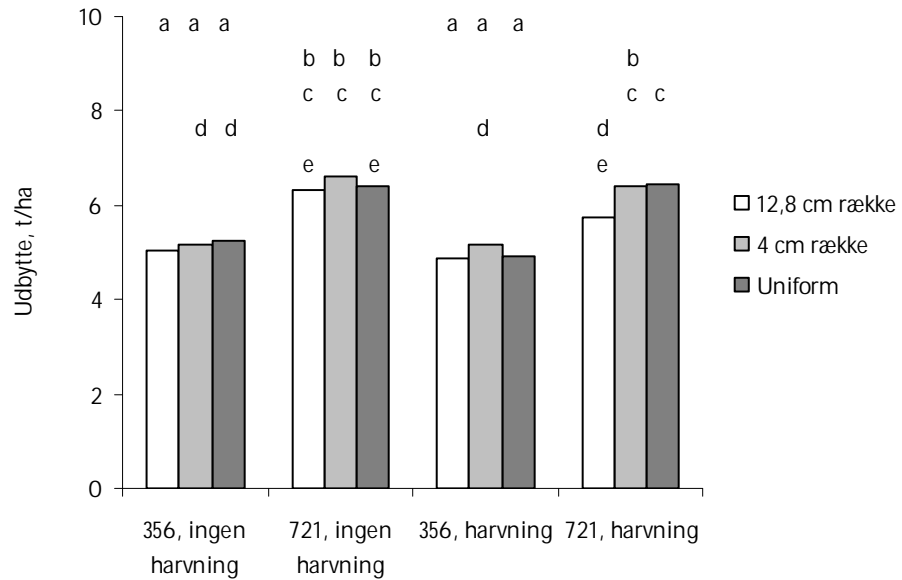 10
a a a a a a
b b b b
8
c c c c c
d d d d
e e e
6
4
2
0
Udbytte, t/ha
12,8 cm række
4 cm række
Uniform
356, ingen
harvning
721, ingen
harvning
356, harvning
721, harvning